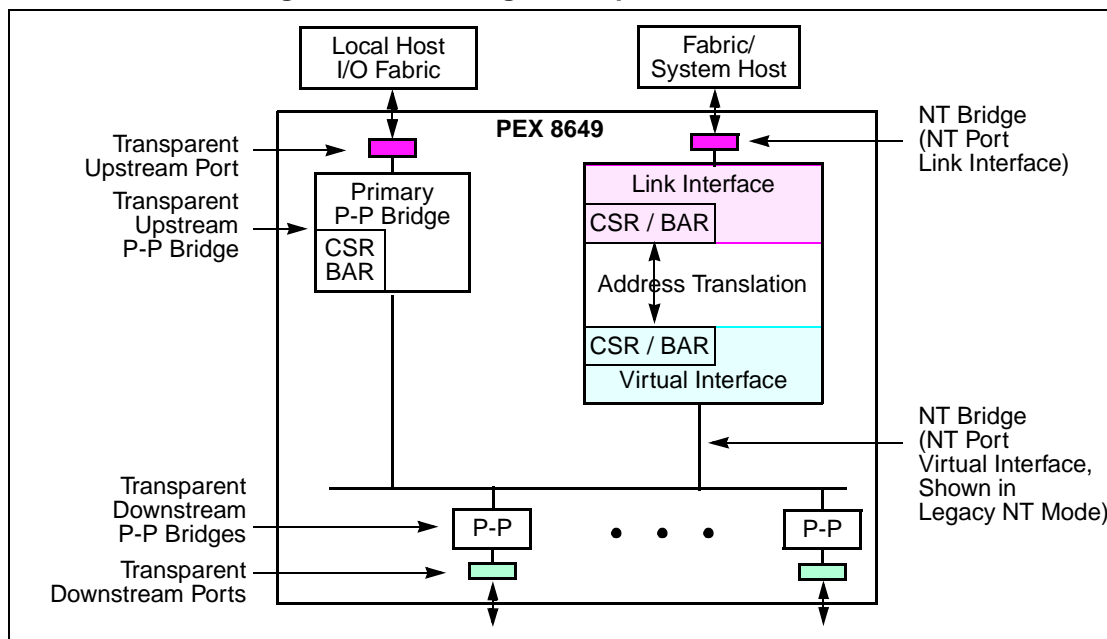 Local Host
I/O Fabric
Fabric/
System Host
PEX 8649
NT Bridge
(NT Port
Link Interface)
Transparent
Upstream Port
Transparent
Upstream
P-P Bridge
Primary
P-P Bridge
CSR
BAR
Link Interface
CSR / BAR
Address Translation
CSR / BAR
Virtual Interface
NT Bridge
(NT Port
Virtual Interface,
Shown in
Legacy NT Mode)
Transparent
Downstream
P-P Bridges
P-P
P-P
Transparent
Downstream Ports